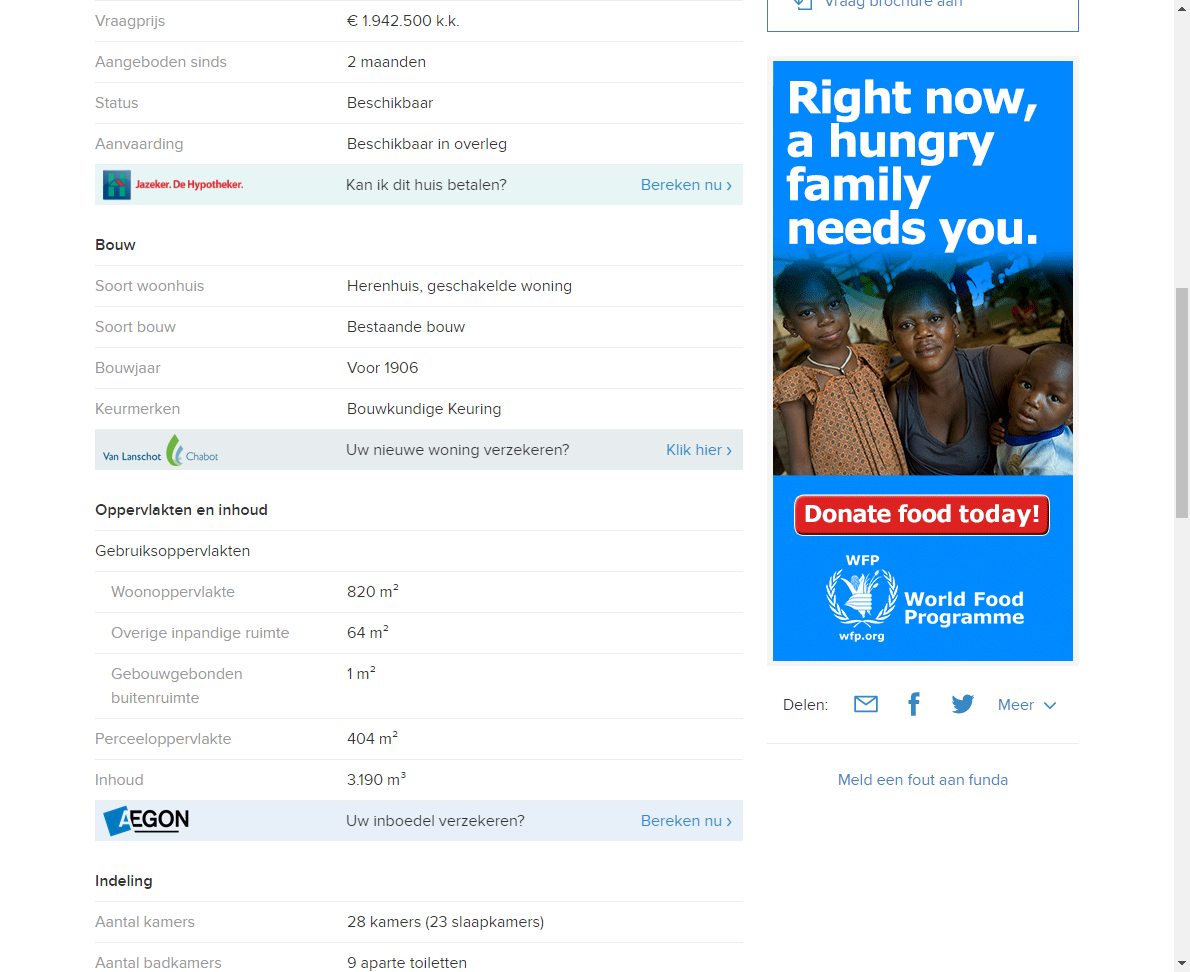 Vraagprijs € 1.942.500 k.k.
Aangeboden sinds 2 maanden
Status Beschikbaar
Aanvaarding Beschikbaar in overleg
Jazeker. De Hypotheker. Kan ik dit huis betalen? Bereken nu ›
Bouw
Soort woonhuis Herenhuis, geschakelde woning
Soort bouw Bestaande bouw
Bouwjaar Voor 1906
Keurmerken Bouwkundige Keuring
Van Lanschot Chabot Uw nieuwe woning verzekeren? Klik hier ›
Oppervlakten en inhoud
Gebruiksoppervlakten
Woonoppervlakte 820 m²
Overige inpandige ruimte 64 m²
Gebouwgebonden 1 m²
buitenruimte
Perceeloppervlakte 404 m²
Inhoud 3.190 m³
AEGON Uw inboedel verzekeren? Bereken nu ›
Indeling
Aantal kamers 28 kamers (23 slaapkamers)
Aantal badkamers 9 aparte toiletten
Vraag brochure aan
Right now,
a hungry
family
needs you.
Donate food today!
WFP
World Food
Programme
wfp.org
Delen: Meer
Meld een fout aan funda